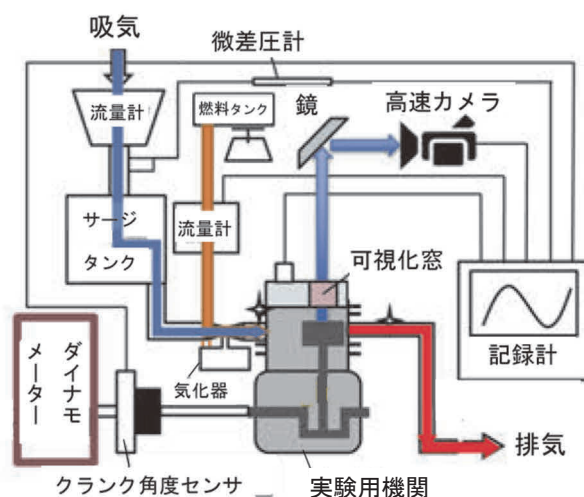 吸気
微差圧計
流量計
燃料タンク
鏡
高速カメラ
サージ
タンク
流量計
可視化窓
記録計
ダイナモ
メーター
気化器
排気
クランク角度センサ
実験用機関